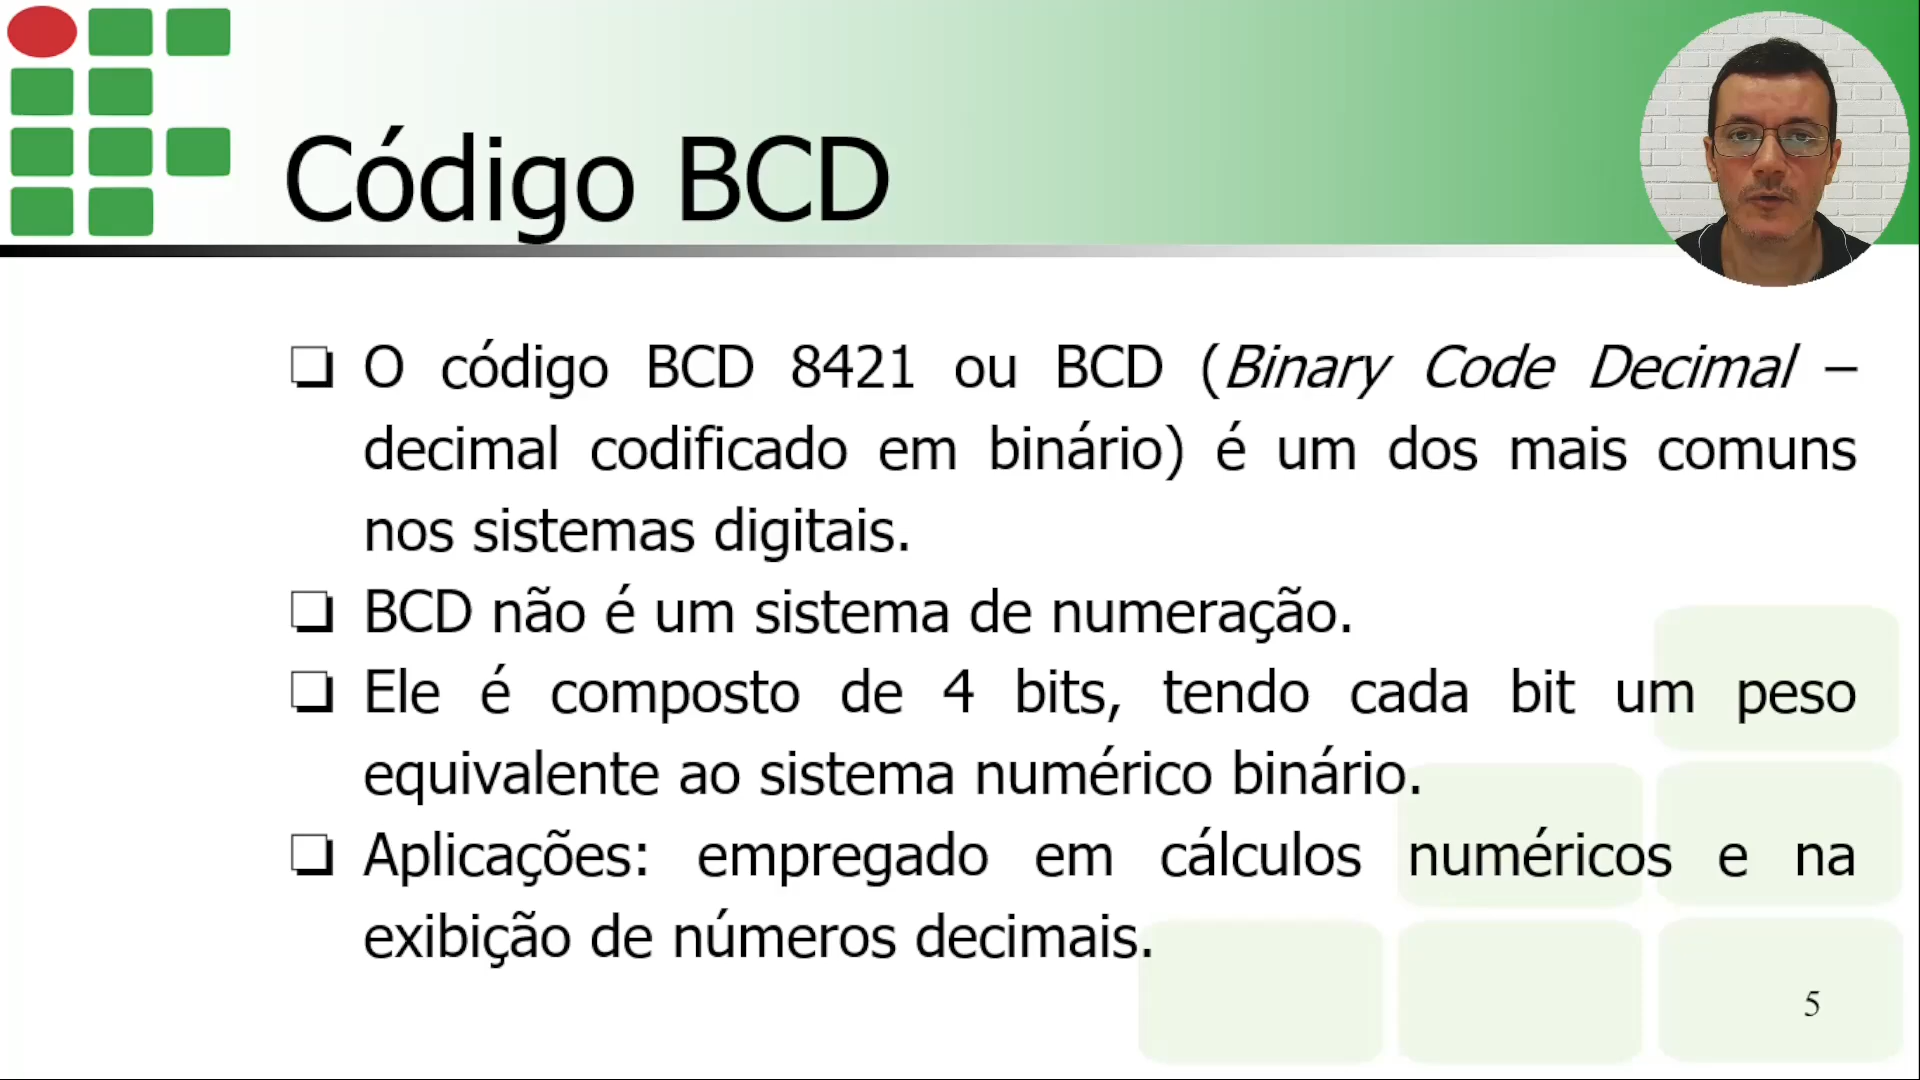 Código BCD
O código BCD 8421 ou BCD (Binary Code Decimal –
decimal codificado em binário) é um dos mais comuns
nos sistemas digitais.
BCD não é um sistema de numeração.
Ele é composto de 4 bits, tendo cada bit um peso
equivalente ao sistema numérico binário.
Aplicações: empregado em cálculos numéricos e na
exibição de números decimais.
5